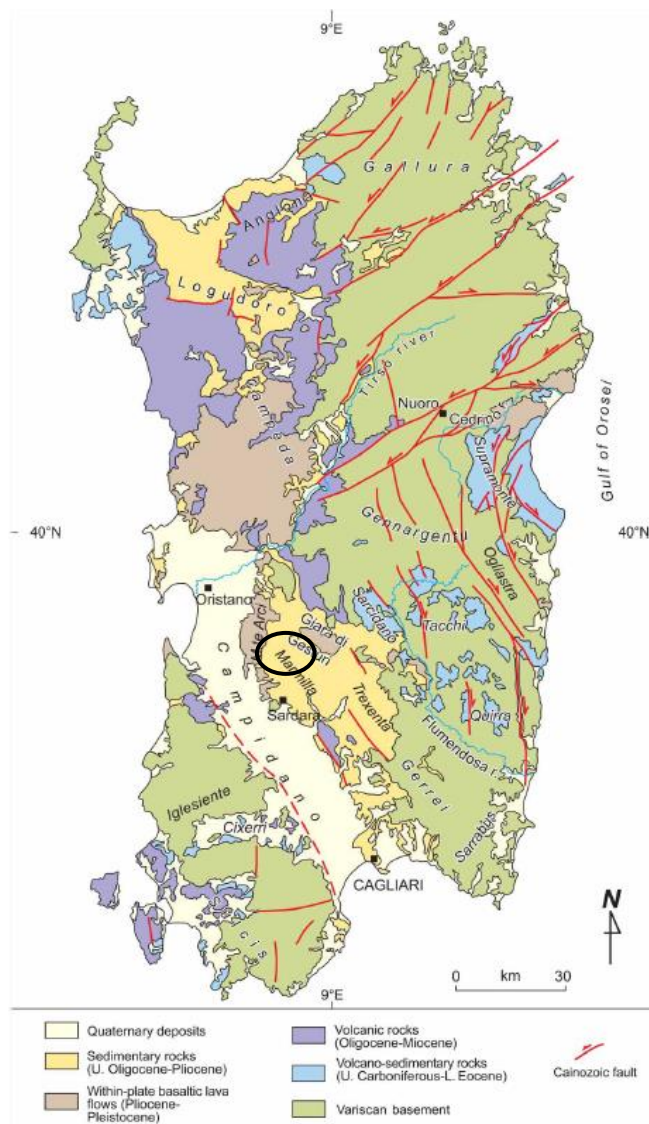 9°E
Gallura
Anglona
Logudoro
Tirso river
Nuoro
Cedrino r.
Gulf of Orosei
Supramonte
40°N
Gennargentu
40°N
Ogliastra
Oristano
Sarcidano
Tacchi
Giara di
Gesturi
M.te Arci
Marmilla
Campidano
Sardara
Trexenta
Quirra
Flumendosa r.
Gerrei
Iglesiente
Cixerri
Sarrabus
CAGLIARI
N
cis
0 km 30
9°E
Quaternary deposits
Sedimentary rocks
(U. Oligocene-Pliocene)
Within-plate basaltic lava
flows (Pliocene-
Pleistocene)
Volcanic rocks
(Oligocene-Miocene)
Volcano-sedimentary rocks
(U. Carboniferous-L. Eocene)
Variscan basement
Cainozoic fault